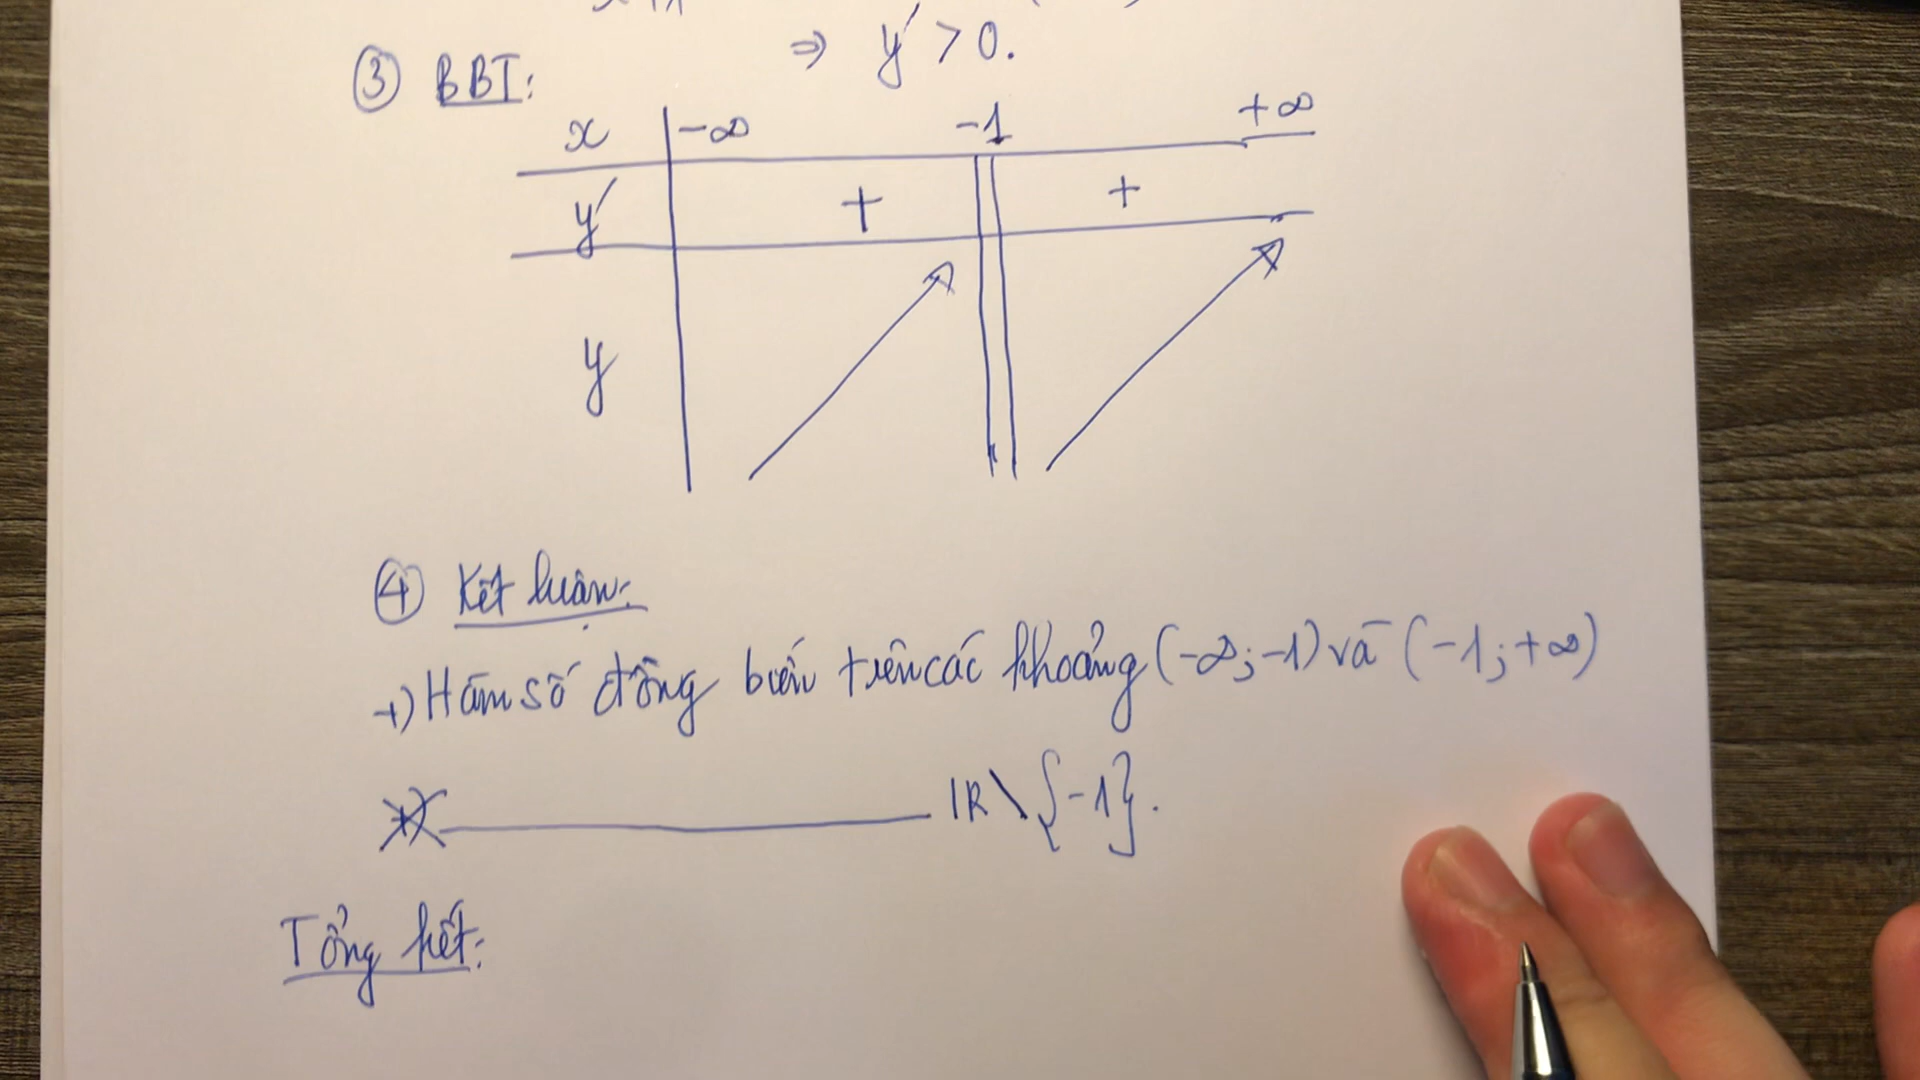 ⇒ y' > 0.
③ BBT:
x -∞ -1 +∞
y' + +
y
④ Kết luận:
+) Hàm số đồng biến trên các khoảng (-∞; -1) và (-1; +∞)
+) ——— ℝ \ {-1}.
Tổng kết: